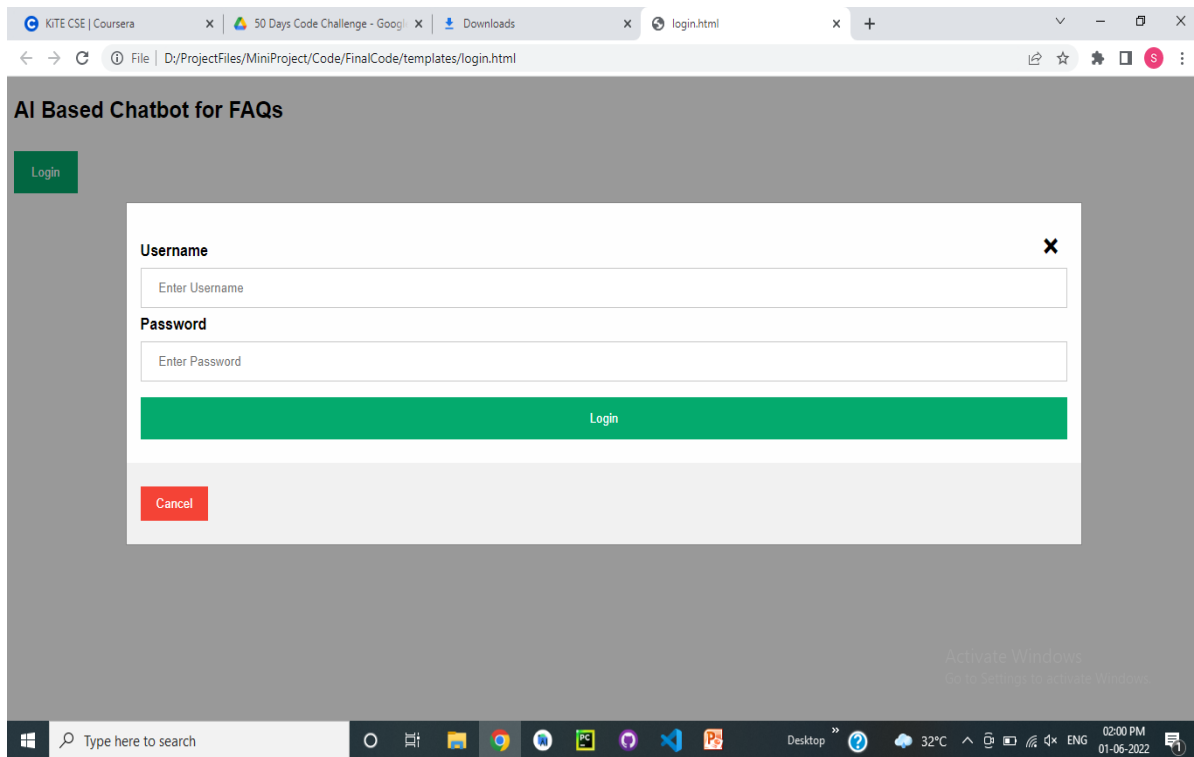 KiTE CSE | Coursera
50 Days Code Challenge - Googl
Downloads
login.html
File
D:/ProjectFiles/MiniProject/Code/FinalCode/templates/login.html
S
AI Based Chatbot for FAQs
Login
Username
Enter Username
Password
Enter Password
Login
Cancel
Activate Windows
Go to Settings to activate Windows.
Type here to search
PC
Desktop
32°C
ENG
02:00 PM
01-06-2022
1